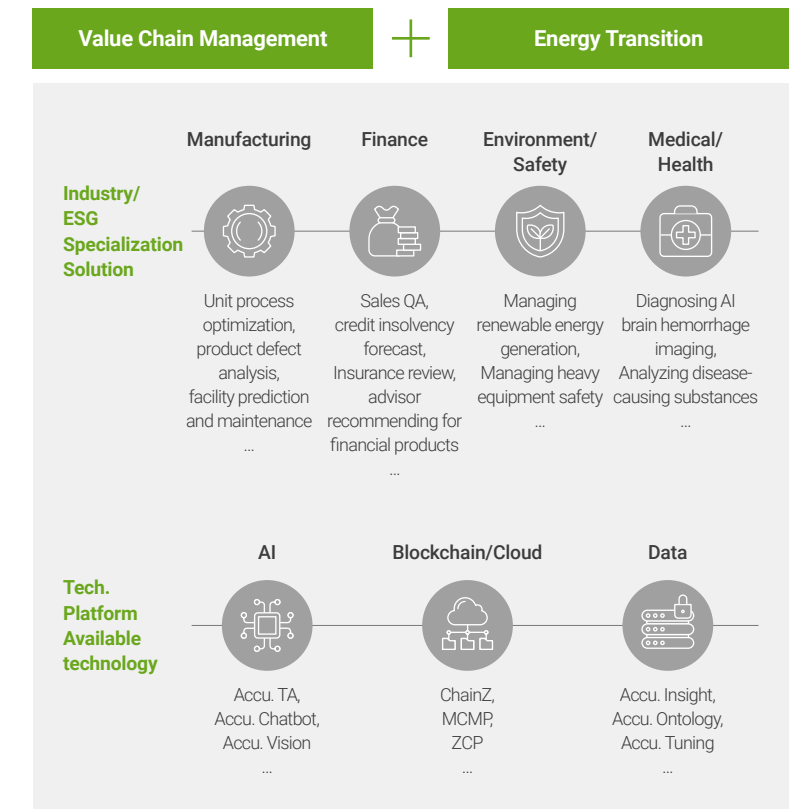 Value Chain Management
Energy Transition
Industry/
ESG
Specialization
Solution
Manufacturing
Unit process
optimization,
product defect
analysis,
facility prediction
and maintenance
...
Finance
Sales QA,
credit insolvency
forecast,
Insurance review,
advisor
recommending for
financial products
...
Environment/
Safety
Managing
renewable energy
generation,
Managing heavy
equipment safety
...
Medical/
Health
Diagnosing AI
brain hemorrhage
imaging,
Analyzing disease-
causing substances
...
Tech.
Platform
Available
technology
AI
Accu. TA,
Accu. Chatbot,
Accu. Vision
...
Blockchain/Cloud
ChainZ,
MCMP,
ZCP
...
Data
Accu. Insight,
Accu. Ontology,
Accu. Tuning
...